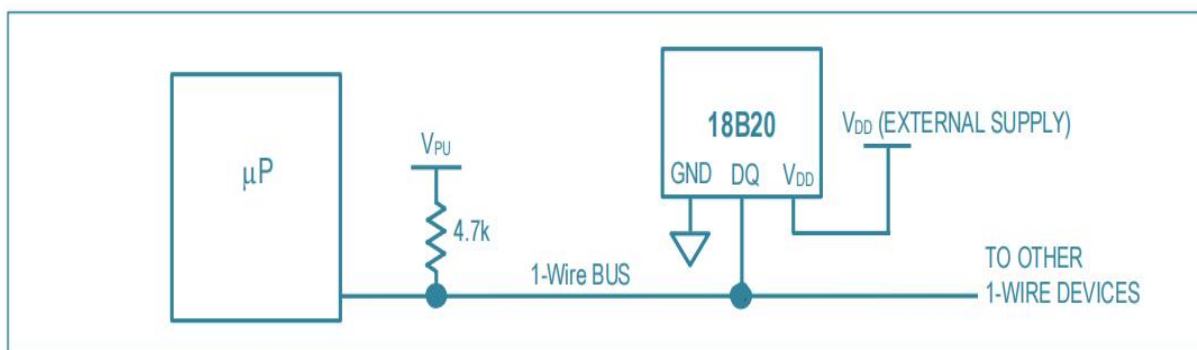 μP
VPU
4.7k
1-Wire BUS
18B20
GND DQ VDD
VDD (EXTERNAL SUPPLY)
TO OTHER
1-WIRE DEVICES